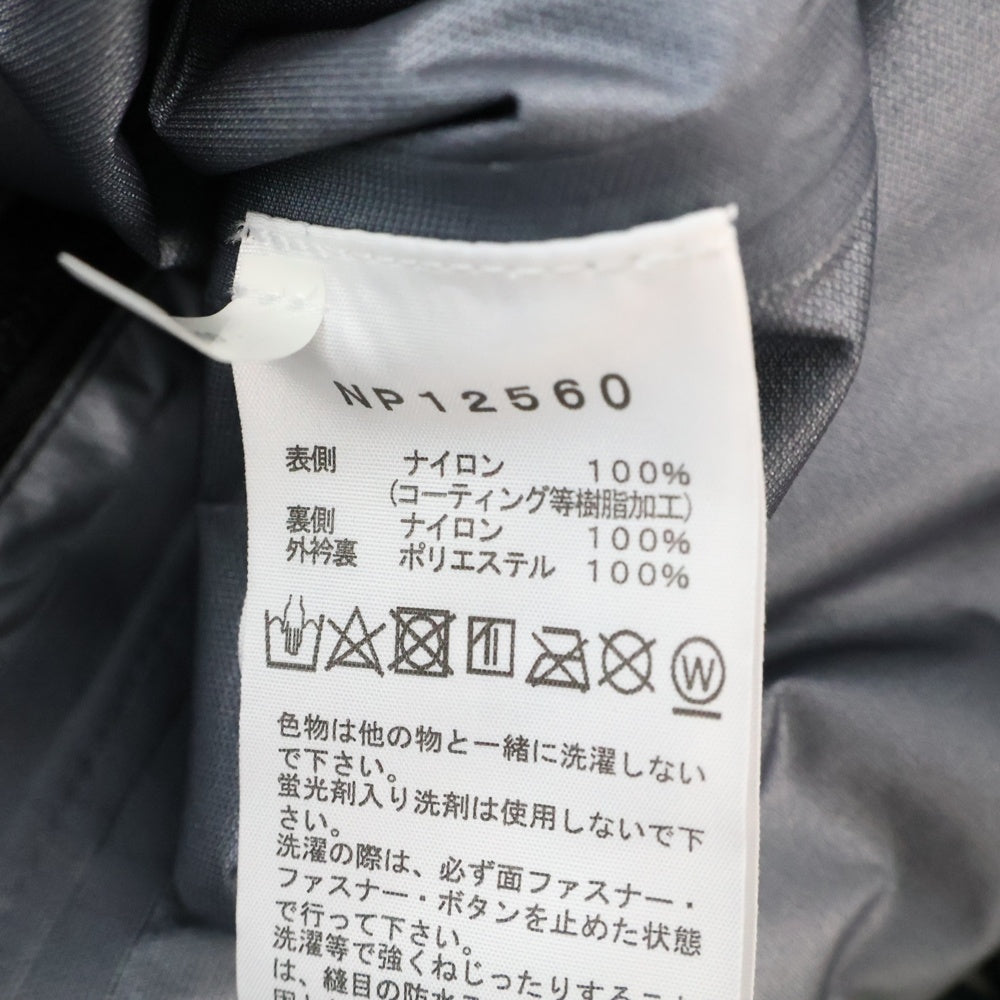 NP12560
表側 ナイロン 100%
(コーティング等樹脂加工)
裏側 ナイロン 100%
外衿裏 ポリエステル 100%
W
色物は他の物と一緒に洗濯しない
で下さい。
蛍光剤入り洗剤は使用しないで下
さい。
洗濯の際は、必ず面ファスナー・
ファスナー・ボタンを止めた状態
で行って下さい。
洗濯等で強くねじったりすること
は、縫目の防水